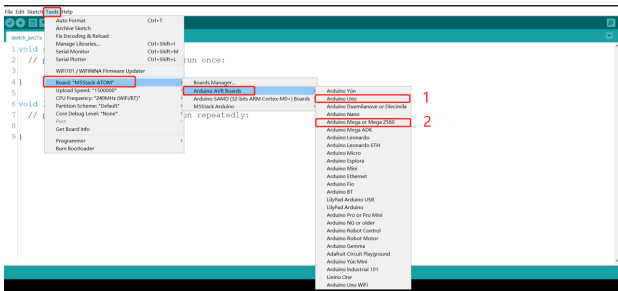 File Edit Sketch Tools Help
sketch_jun27a
1 void
2 // run once:
3
4 }
5
6 void
7 // run repeatedly:
8
9 }
Auto Format Ctrl+T
Archive Sketch
Fix Encoding & Reload
Manage Libraries... Ctrl+Shift+I
Serial Monitor Ctrl+Shift+M
Serial Plotter Ctrl+Shift+L
WiFi101 / WiFiNINA Firmware Updater
Board: "M5Stack-ATOM"
Upload Speed: "1500000"
CPU Frequency: "240MHz (WiFi/BT)"
Partition Scheme: "Default"
Core Debug Level: "None"
Port
Get Board Info
Programmer
Burn Bootloader
Boards Manager...
Arduino AVR Boards
Arduino SAMD (32-bits ARM Cortex-M0+) Boards
M5Stack Arduino
Arduino Yún
Arduino Uno 1
Arduino Duemilanove or Diecimila
Arduino Nano
Arduino Mega or Mega 2560 2
Arduino Mega ADK
Arduino Leonardo
Arduino Leonardo ETH
Arduino Micro
Arduino Esplora
Arduino Mini
Arduino Ethernet
Arduino Fio
Arduino BT
LilyPad Arduino USB
LilyPad Arduino
Arduino Pro or Pro Mini
Arduino NG or older
Arduino Robot Control
Arduino Robot Motor
Arduino Gemma
Adafruit Circuit Playground
Arduino Yún Mini
Arduino Industrial 101
Linino One
Arduino Uno WiFi